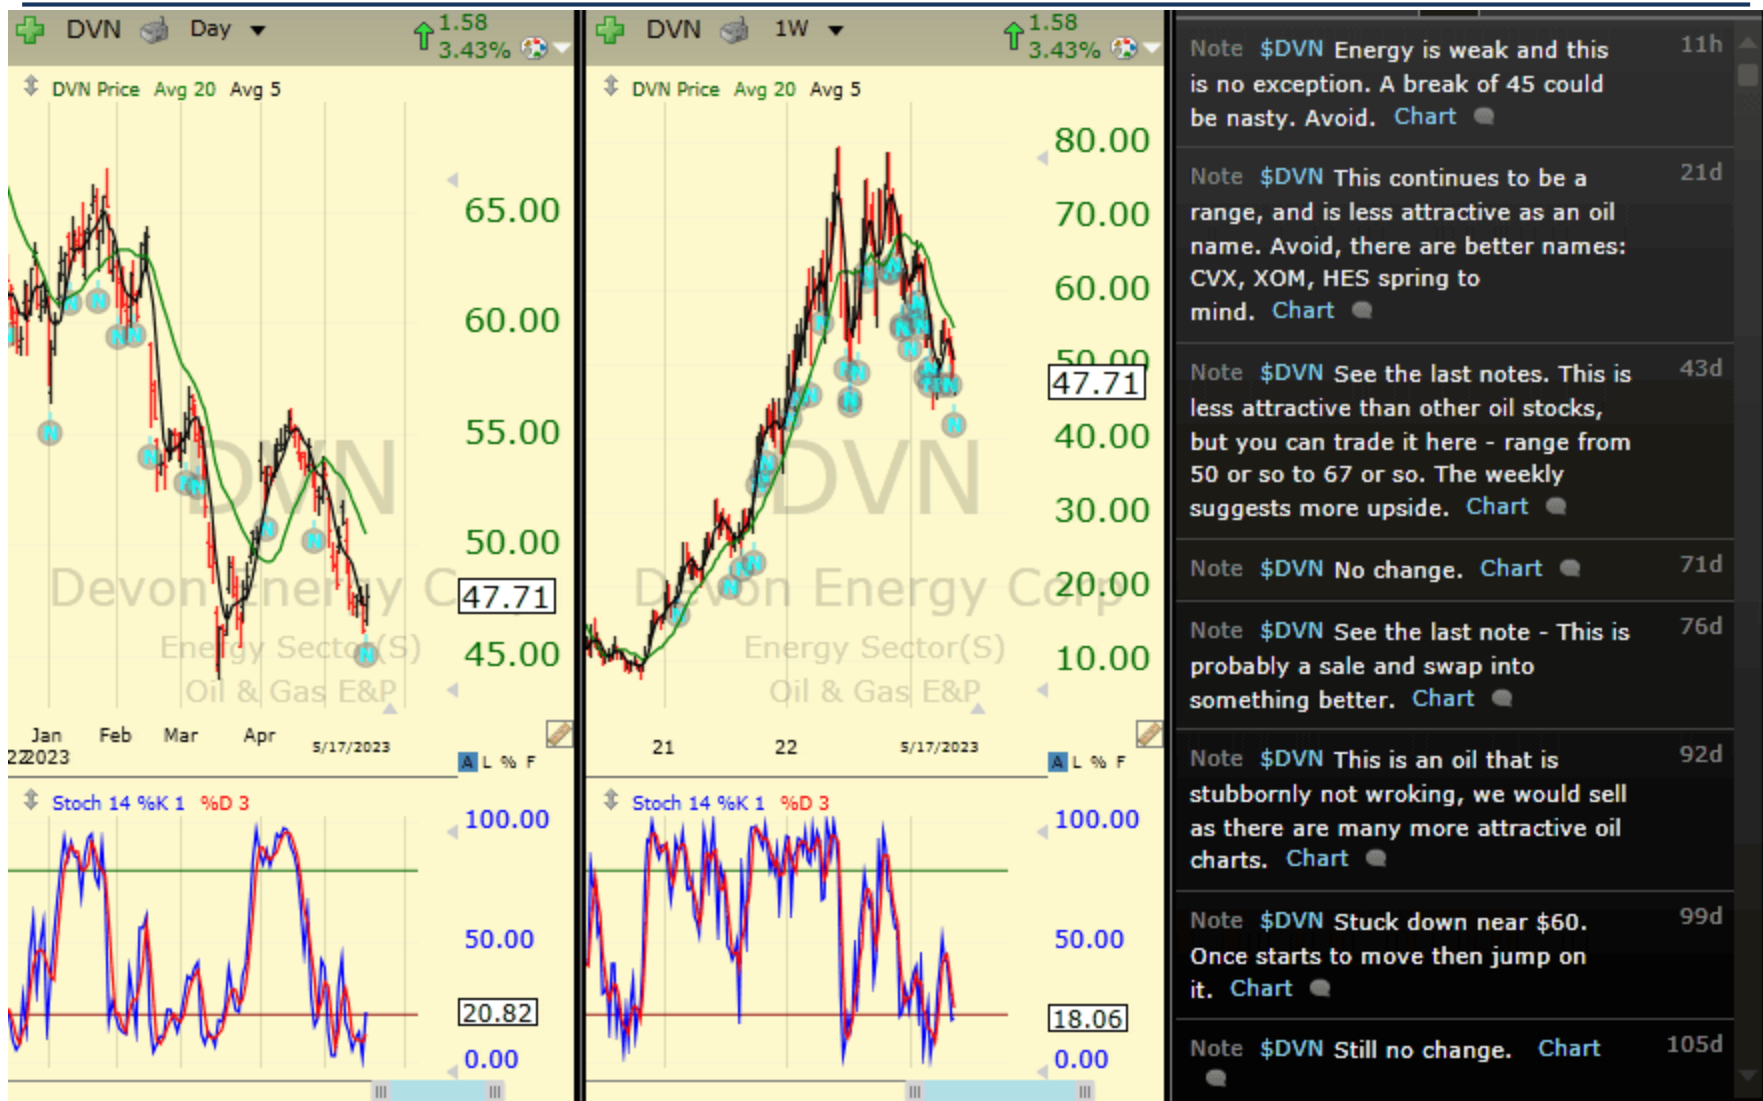 DVN Day 1.58
3.43%
DVN Price Avg 20 Avg 5
65.00
60.00
55.00
50.00
47.71
45.00
DVN
Devon Energy C
Energy Sector(S)
Oil & Gas E&P
Jan Feb Mar Apr 5/17/2023
22 2023
A L % F
Stoch 14 %K 1 %D 3
100.00
50.00
20.82
0.00
DVN 1W 1.58
3.43%
DVN Price Avg 20 Avg 5
80.00
70.00
60.00
50.00
47.71
40.00
30.00
20.00
10.00
DVN
Devon Energy Corp
Energy Sector(S)
Oil & Gas E&P
21 22 5/17/2023
A L % F
Stoch 14 %K 1 %D 3
100.00
50.00
18.06
0.00
Note $DVN Energy is weak and this 11h
is no exception. A break of 45 could
be nasty. Avoid. Chart
Note $DVN This continues to be a 21d
range, and is less attractive as an oil
name. Avoid, there are better names:
CVX, XOM, HES spring to
mind. Chart
Note $DVN See the last notes. This is 43d
less attractive than other oil stocks,
but you can trade it here - range from
50 or so to 67 or so. The weekly
suggests more upside. Chart
Note $DVN No change. Chart 71d
Note $DVN See the last note - This is 76d
probably a sale and swap into
something better. Chart
Note $DVN This is an oil that is 92d
stubbornly not wroking, we would sell
as there are many more attractive oil
charts. Chart
Note $DVN Stuck down near $60. 99d
Once starts to move then jump on
it. Chart
Note $DVN Still no change. Chart 105d